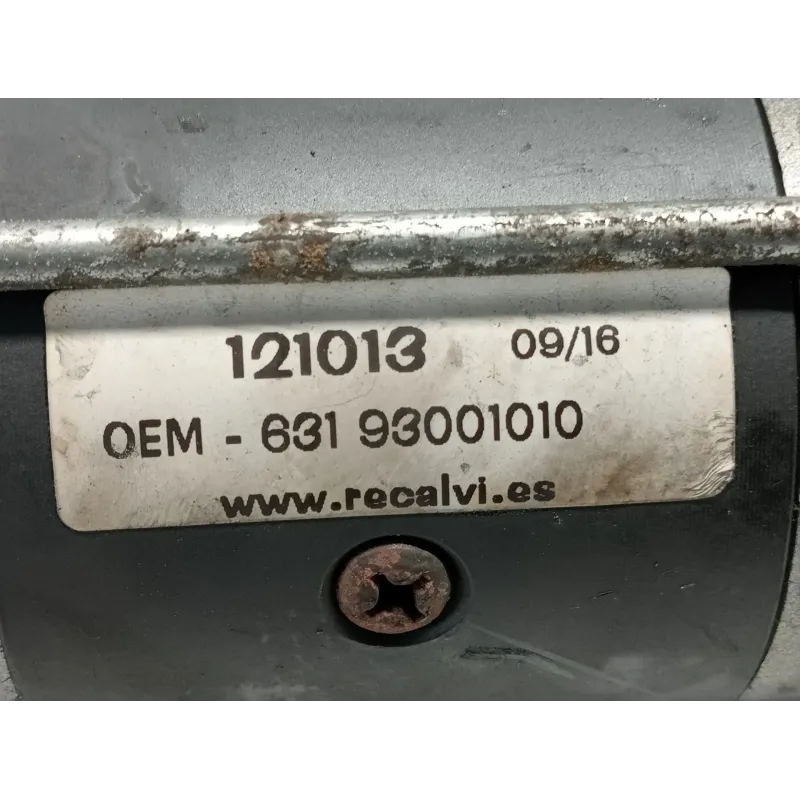 121013 09/16
OEM - 631 93001010
www.recalvi.es